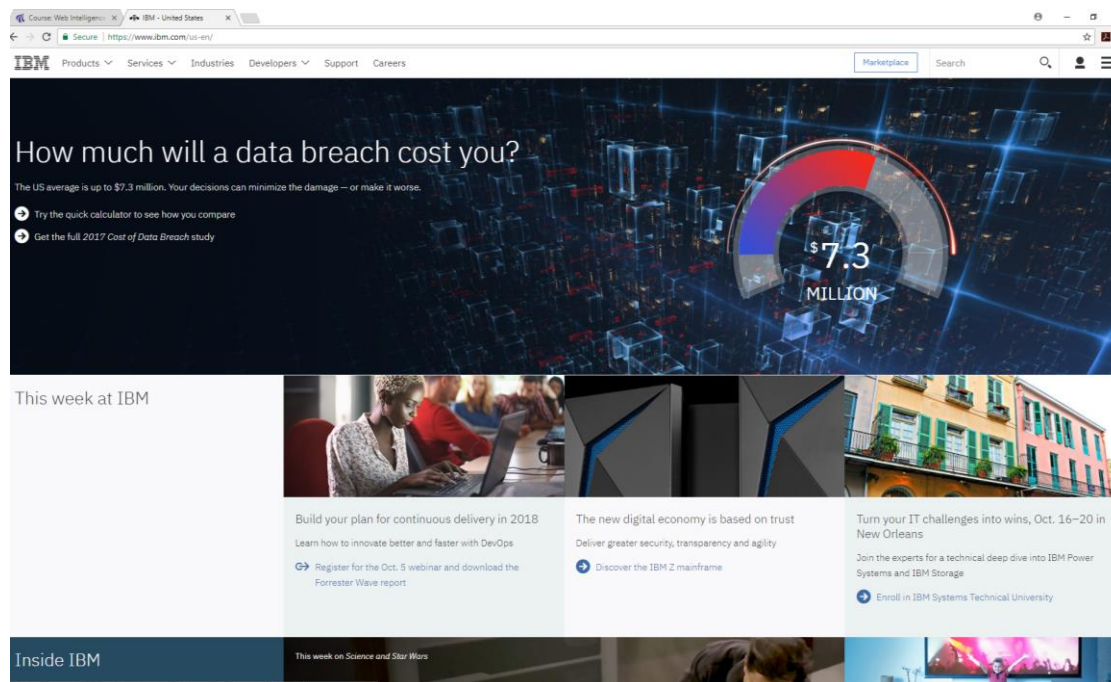 Course: Web Intelligenc
IBM - United States
Secure https://www.ibm.com/us-en/
IBM Products Services Industries Developers Support Careers Marketplace Search
How much will a data breach cost you?
The US average is up to $7.3 million. Your decisions can minimize the damage — or make it worse.
Try the quick calculator to see how you compare
Get the full 2017 Cost of Data Breach study
$7.3
MILLION
This week at IBM
Build your plan for continuous delivery in 2018
Learn how to innovate better and faster with DevOps
Register for the Oct. 5 webinar and download the
Forrester Wave report
The new digital economy is based on trust
Deliver greater security, transparency and agility
Discover the IBM Z mainframe
Turn your IT challenges into wins, Oct. 16–20 in
New Orleans
Join the experts for a technical deep dive into IBM Power
Systems and IBM Storage
Enroll in IBM Systems Technical University
Inside IBM
This week on Science and Star Wars